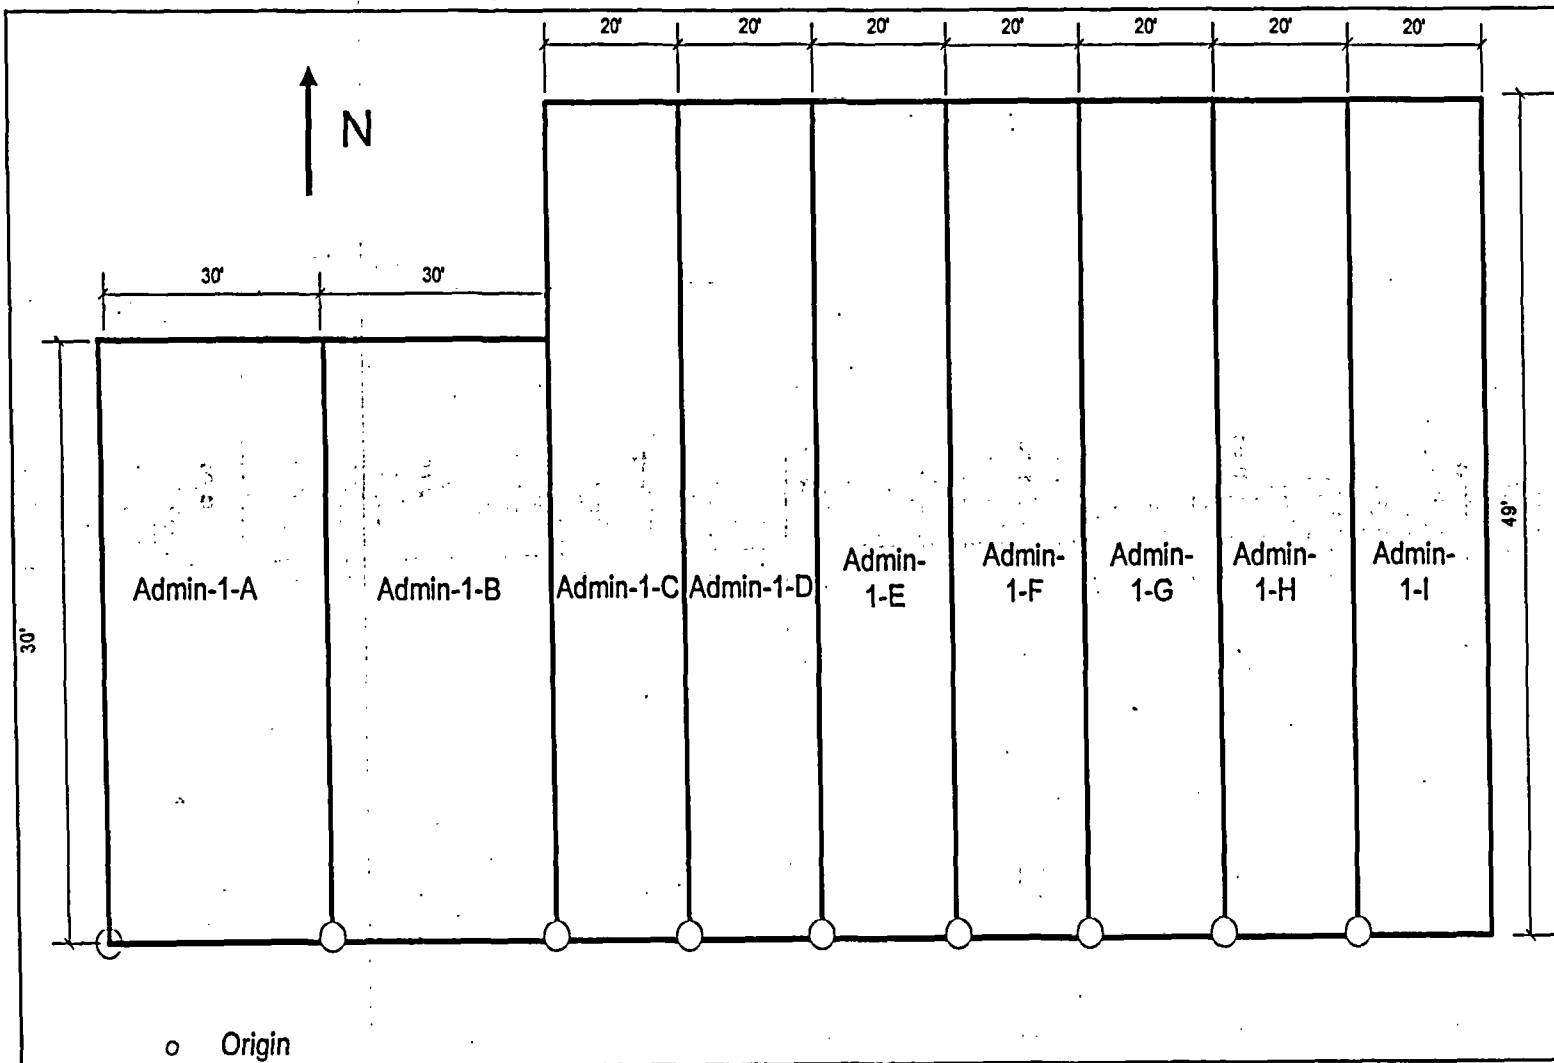 20' 20' 20' 20' 20' 20' 20'
N
30' 30'
30'
49'
Admin-1-A
Admin-1-B
Admin-1-C
Admin-1-D
Admin-
1-E
Admin-
1-F
Admin-
1-G
Admin-
1-H
Admin-
1-I
Origin